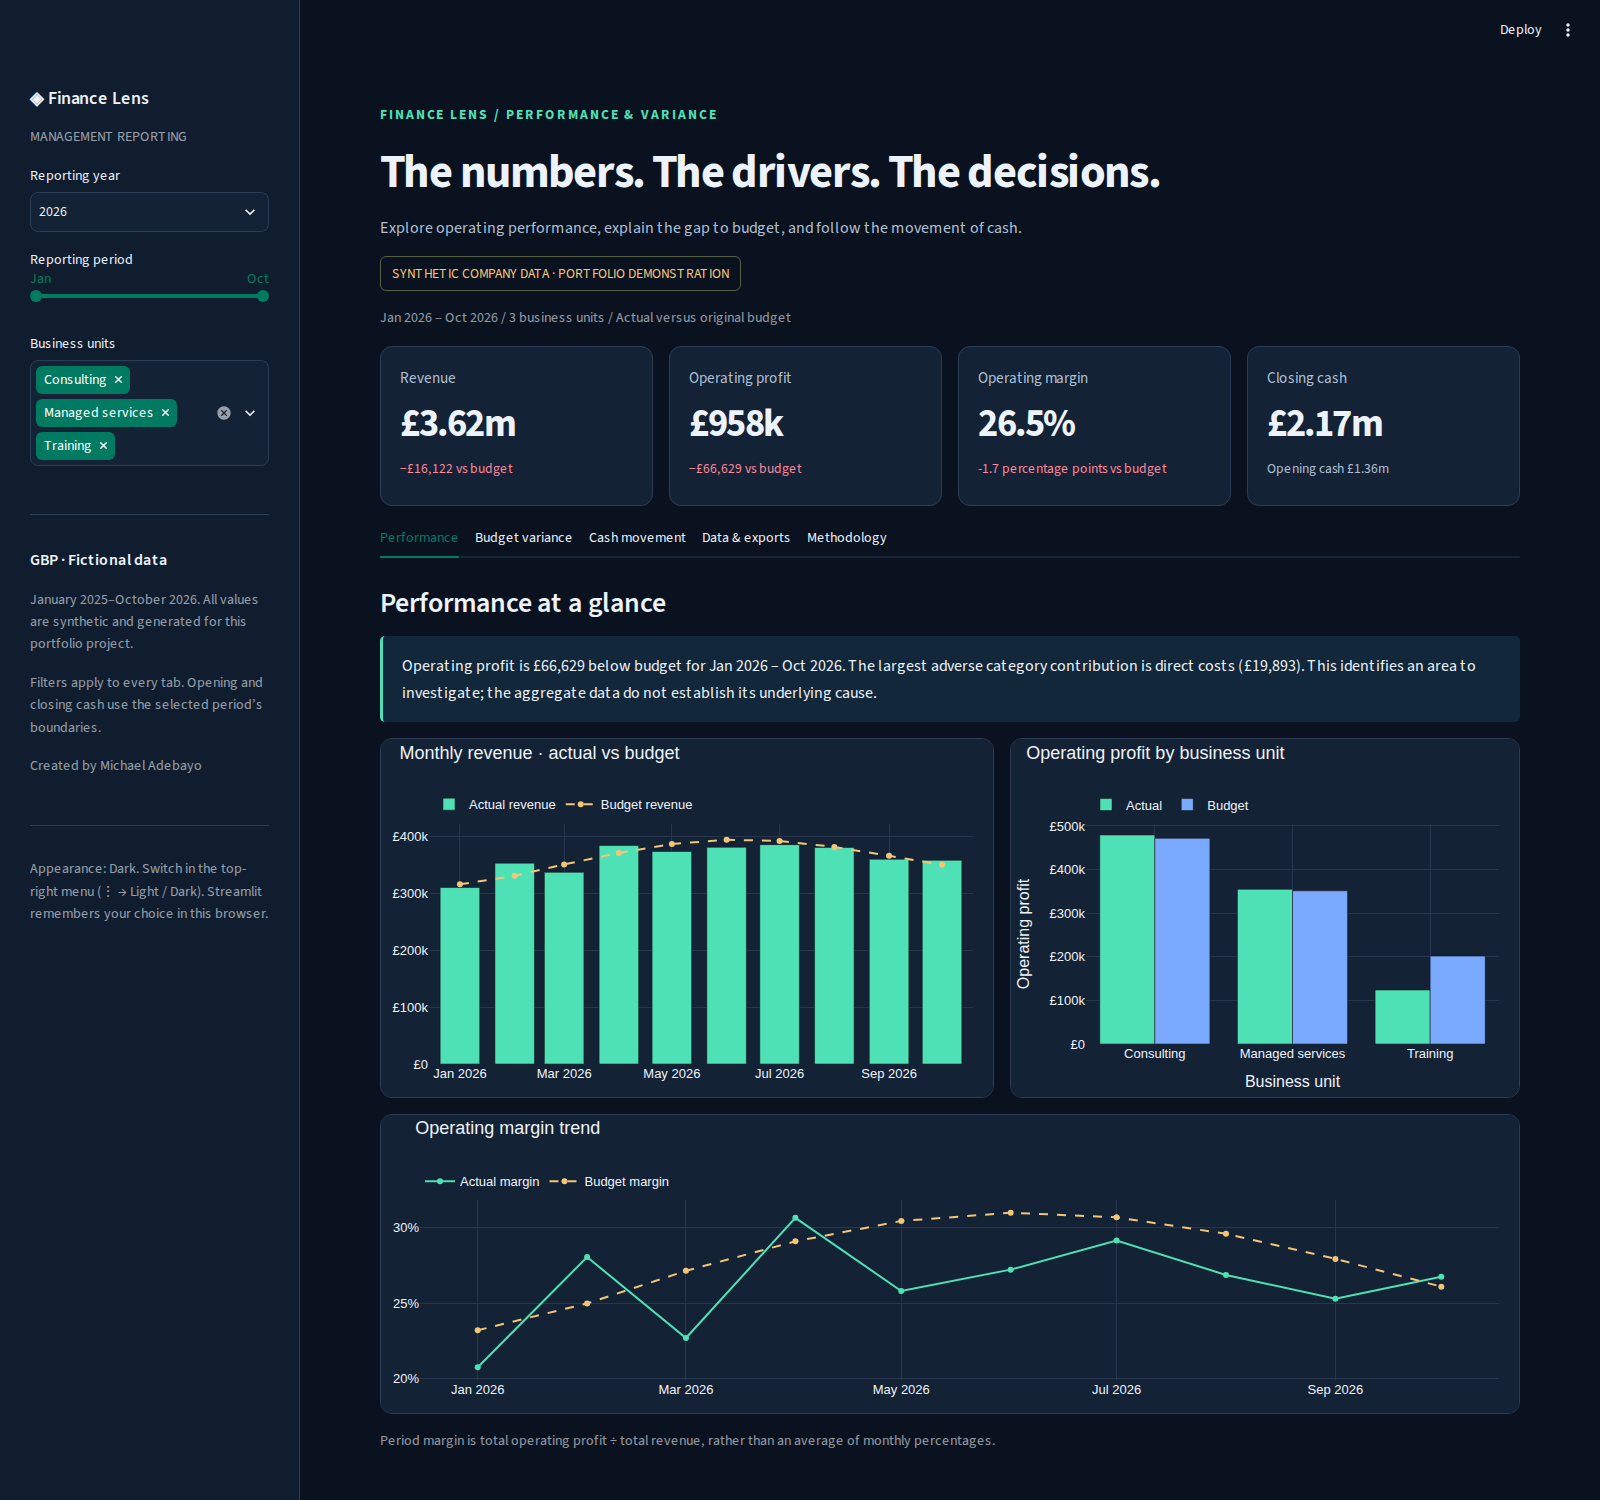 Deploy
◈ Finance Lens
MANAGEMENT REPORTING
Reporting year
2026
Reporting period
Jan Oct
Business units
Consulting ×
Managed services ×
Training ×
GBP · Fictional data
January 2025–October 2026. All values
are synthetic and generated for this
portfolio project.
Filters apply to every tab. Opening and
closing cash use the selected period's
boundaries.
Created by Michael Adebayo
Appearance: Dark. Switch in the top-
right menu (⋮ → Light / Dark). Streamlit
remembers your choice in this browser.
FINANCE LENS / PERFORMANCE & VARIANCE
The numbers. The drivers. The decisions.
Explore operating performance, explain the gap to budget, and follow the movement of cash.
SYNTHETIC COMPANY DATA · PORTFOLIO DEMONSTRATION
Jan 2026 – Oct 2026 / 3 business units / Actual versus original budget
Revenue
£3.62m
−£16,122 vs budget
Operating profit
£958k
−£66,629 vs budget
Operating margin
26.5%
-1.7 percentage points vs budget
Closing cash
£2.17m
Opening cash £1.36m
Performance Budget variance Cash movement Data & exports Methodology
Performance at a glance
Operating profit is £66,629 below budget for Jan 2026 – Oct 2026. The largest adverse category contribution is direct costs (£19,893). This identifies an area to
investigate; the aggregate data do not establish its underlying cause.
Monthly revenue · actual vs budget
Actual revenue Budget revenue
£400k
£300k
£200k
£100k
£0
Jan 2026 Mar 2026 May 2026 Jul 2026 Sep 2026
Operating profit by business unit
Actual Budget
Operating profit
£500k
£400k
£300k
£200k
£100k
£0
Consulting Managed services Training
Business unit
Operating margin trend
Actual margin Budget margin
30%
25%
20%
Jan 2026 Mar 2026 May 2026 Jul 2026 Sep 2026
Period margin is total operating profit ÷ total revenue, rather than an average of monthly percentages.